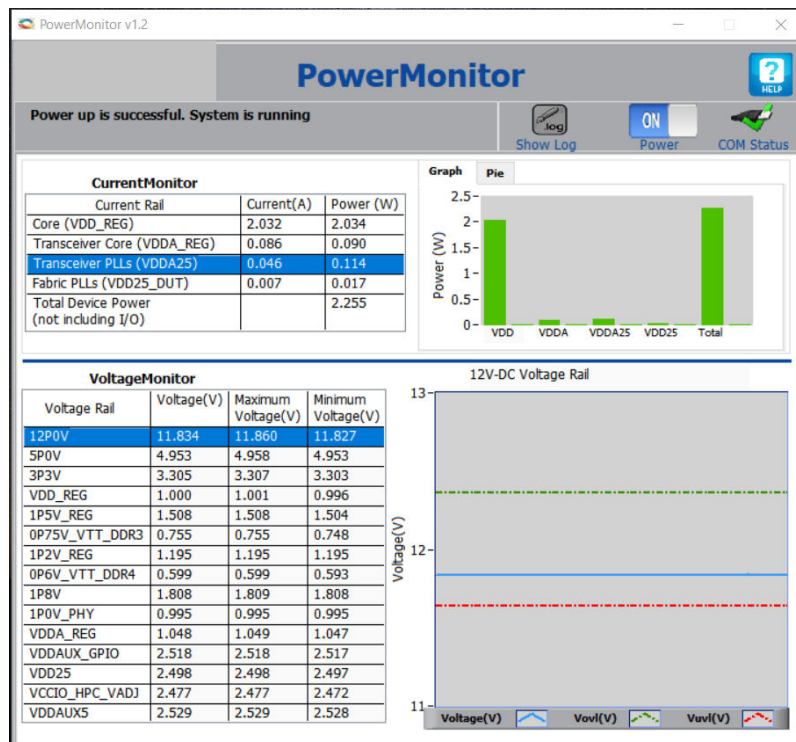 PowerMonitor v1.2
PowerMonitor
HELP
Power up is successful. System is running
.log
ON
Show Log
Power
COM Status
CurrentMonitor
Current Rail Current(A) Power (W)
Core (VDD_REG) 2.032 2.034
Transceiver Core (VDDA_REG) 0.086 0.090
Transceiver PLLs (VDDA25) 0.046 0.114
Fabric PLLs (VDD25_DUT) 0.007 0.017
Total Device Power 2.255
(not including I/O)
Graph Pie
Power (W)
2.5-
2-
1.5-
1-
0.5-
0-
VDD VDDA VDDA25 VDD25 Total
VoltageMonitor
Voltage Rail Voltage(V) Maximum Voltage(V) Minimum Voltage(V)
12P0V 11.834 11.860 11.827
5P0V 4.953 4.958 4.953
3P3V 3.305 3.307 3.303
VDD_REG 1.000 1.001 0.996
1P5V_REG 1.508 1.508 1.504
0P75V_VTT_DDR3 0.755 0.755 0.748
1P2V_REG 1.195 1.195 1.195
0P6V_VTT_DDR4 0.599 0.599 0.593
1P8V 1.808 1.809 1.808
1P0V_PHY 0.995 0.995 0.995
VDDA_REG 1.048 1.049 1.047
VDDAUX_GPIO 2.518 2.518 2.517
VDD25 2.498 2.498 2.497
VCCIO_HPC_VADJ 2.477 2.477 2.472
VDDAUX5 2.529 2.529 2.528
12V-DC Voltage Rail
Voltage(V)
13-
12-
11-
Voltage(V) Vovl(V) Vuvl(V)